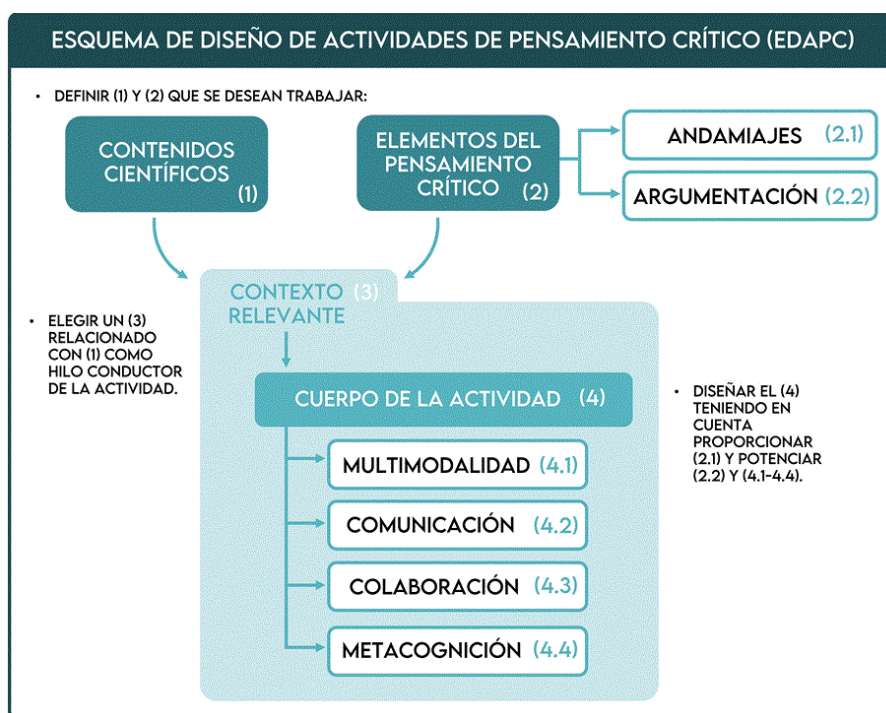 ESQUEMA DE DISEÑO DE ACTIVIDADES DE PENSAMIENTO CRÍTICO (EDAPC)
• DEFINIR (1) Y (2) QUE SE DESEAN TRABAJAR:
CONTENIDOS
CIENTÍFICOS
(1)
ELEMENTOS DEL
PENSAMIENTO
CRÍTICO
(2)
ANDAMIAJES (2.1)
ARGUMENTACIÓN (2.2)
CONTEXTO (3)
RELEVANTE
• ELEGIR UN (3)
RELACIONADO
CON (1) COMO
HILO CONDUCTOR
DE LA ACTIVIDAD.
CUERPO DE LA ACTIVIDAD (4)
MULTIMODALIDAD (4.1)
COMUNICACIÓN (4.2)
COLABORACIÓN (4.3)
METACOGNICIÓN (4.4)
• DISEÑAR EL (4)
TENIENDO EN
CUENTA
PROPORCIONAR
(2.1) Y POTENCIAR
(2.2) Y (4.1-4.4).